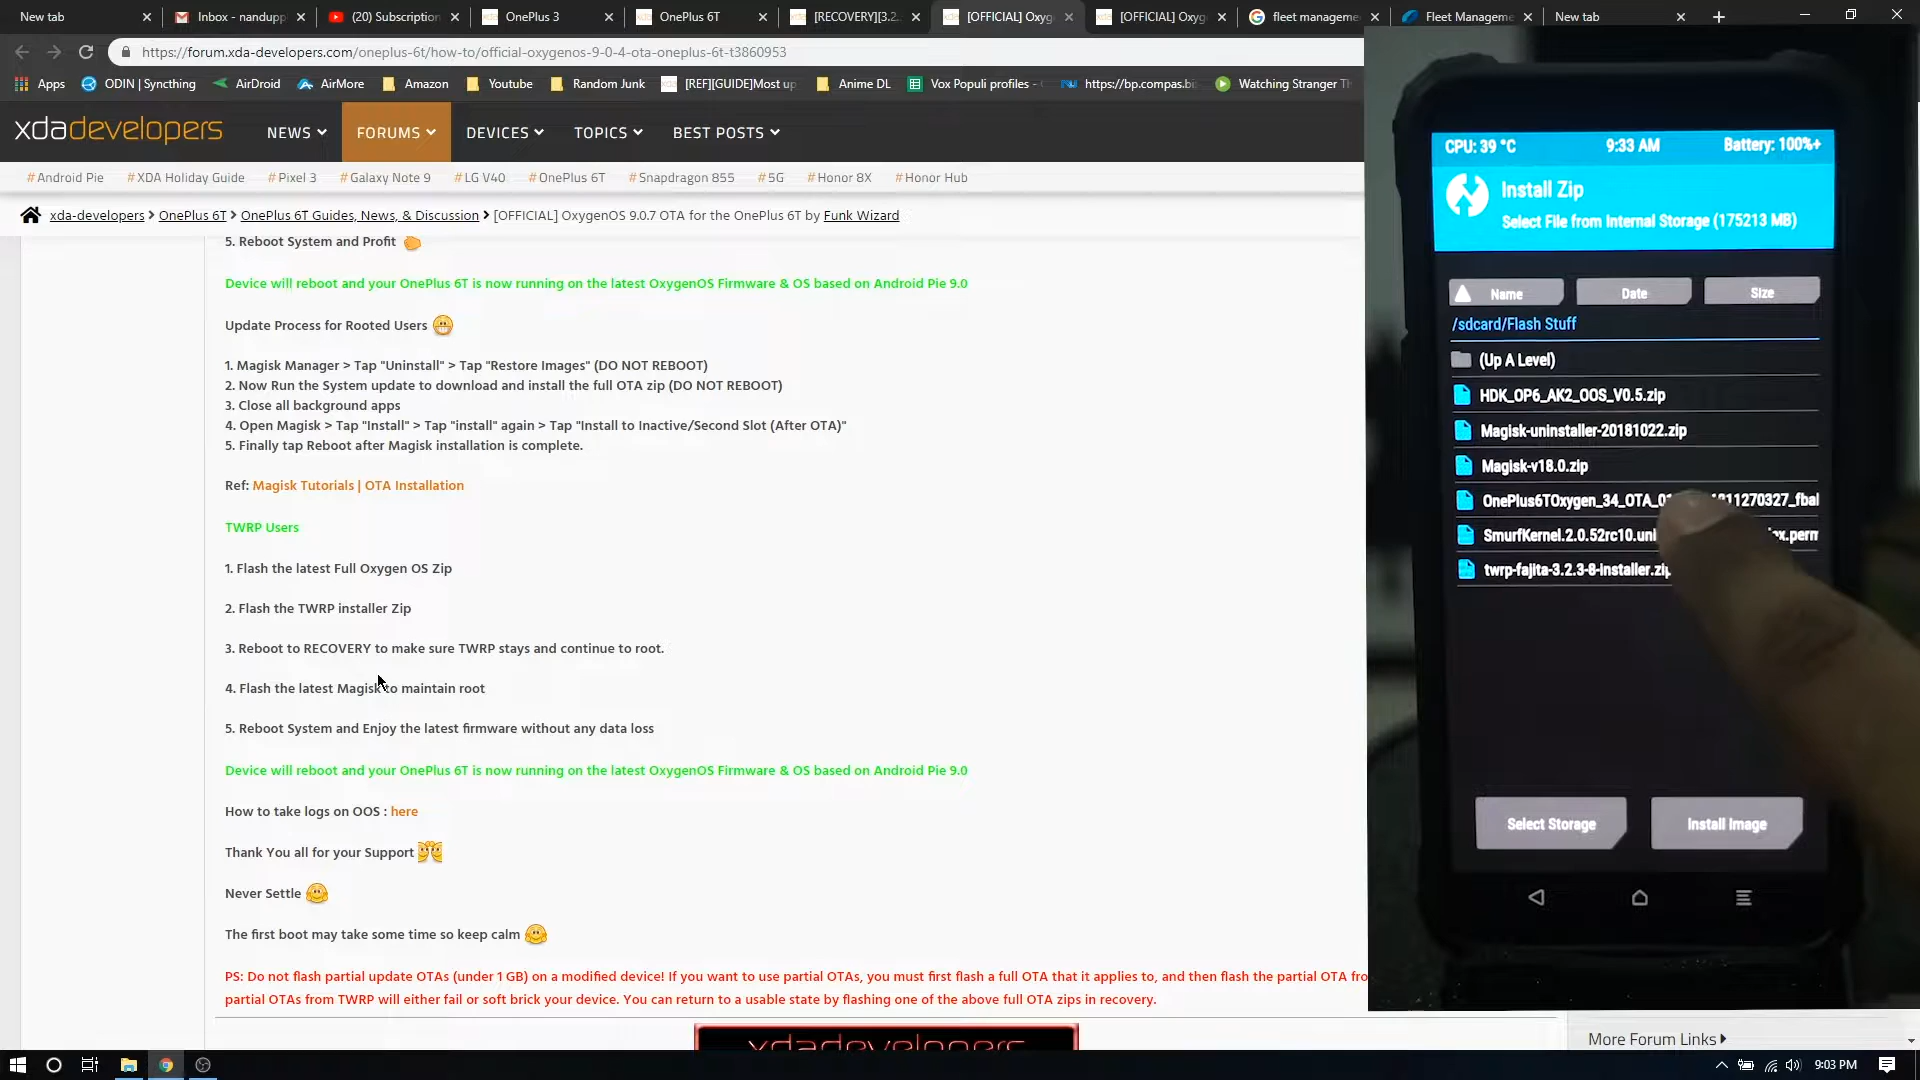 New tab
Inbox - nandupp
(20) Subscription
OnePlus 3
OnePlus 6T
[RECOVERY][3.2.
[OFFICIAL] Oxyg
[OFFICIAL] Oxyg
fleet manageme
Fleet Manageme
New tab
https://forum.xda-developers.com/oneplus-6t/how-to/official-oxygenos-9-0-4-ota-oneplus-6t-t3860953
Apps
ODIN | Syncthing
AirDroid
AirMore
Amazon
Youtube
Random Junk
[REF][GUIDE]Most up
Anime DL
Vox Populi profiles -
https://bp.compas.bi
Watching Stranger Th
xdadevelopers
NEWS
FORUMS
DEVICES
TOPICS
BEST POSTS
#Android Pie
#XDA Holiday Guide
#Pixel 3
#Galaxy Note 9
#LG V40
#OnePlus 6T
#Snapdragon 855
#5G
#Honor 8X
#Honor Hub
xda-developers > OnePlus 6T > OnePlus 6T Guides, News, & Discussion > [OFFICIAL] OxygenOS 9.0.7 OTA for the OnePlus 6T by Funk Wizard
5. Reboot System and Profit
Device will reboot and your OnePlus 6T is now running on the latest OxygenOS Firmware & OS based on Android Pie 9.0
Update Process for Rooted Users
1. Magisk Manager > Tap "Uninstall" > Tap "Restore Images" (DO NOT REBOOT)
2. Now Run the System update to download and install the full OTA zip (DO NOT REBOOT)
3. Close all background apps
4. Open Magisk > Tap "Install" > Tap "install" again > Tap "Install to Inactive/Second Slot (After OTA)"
5. Finally tap Reboot after Magisk installation is complete.
Ref: Magisk Tutorials | OTA Installation
TWRP Users
1. Flash the latest Full Oxygen OS Zip
2. Flash the TWRP installer Zip
3. Reboot to RECOVERY to make sure TWRP stays and continue to root.
4. Flash the latest Magisk to maintain root
5. Reboot System and Enjoy the latest firmware without any data loss
Device will reboot and your OnePlus 6T is now running on the latest OxygenOS Firmware & OS based on Android Pie 9.0
How to take logs on OOS : here
Thank You all for your Support
Never Settle
The first boot may take some time so keep calm
PS: Do not flash partial update OTAs (under 1 GB) on a modified device! If you want to use partial OTAs, you must first flash a full OTA that it applies to, and then flash the partial OTA fro
partial OTAs from TWRP will either fail or soft brick your device. You can return to a usable state by flashing one of the above full OTA zips in recovery.
xdadevelopers
More Forum Links
9:03 PM
CPU: 39 °C
9:33 AM
Battery: 100%+
Install Zip
Select File from Internal Storage (175213 MB)
Name
Date
Size
/sdcard/Flash Stuff
(Up A Level)
HDK_OP6_AK2_OOS_V0.5.zip
Magisk-uninstaller-20181022.zip
Magisk-v18.0.zip
OnePlus6TOxygen_34_OTA_0 11270327_fbal
SmurfKernel.2.0.52rc10.uni x.perm
twrp-fajita-3.2.3-8-installer.zip
Select Storage
Install Image